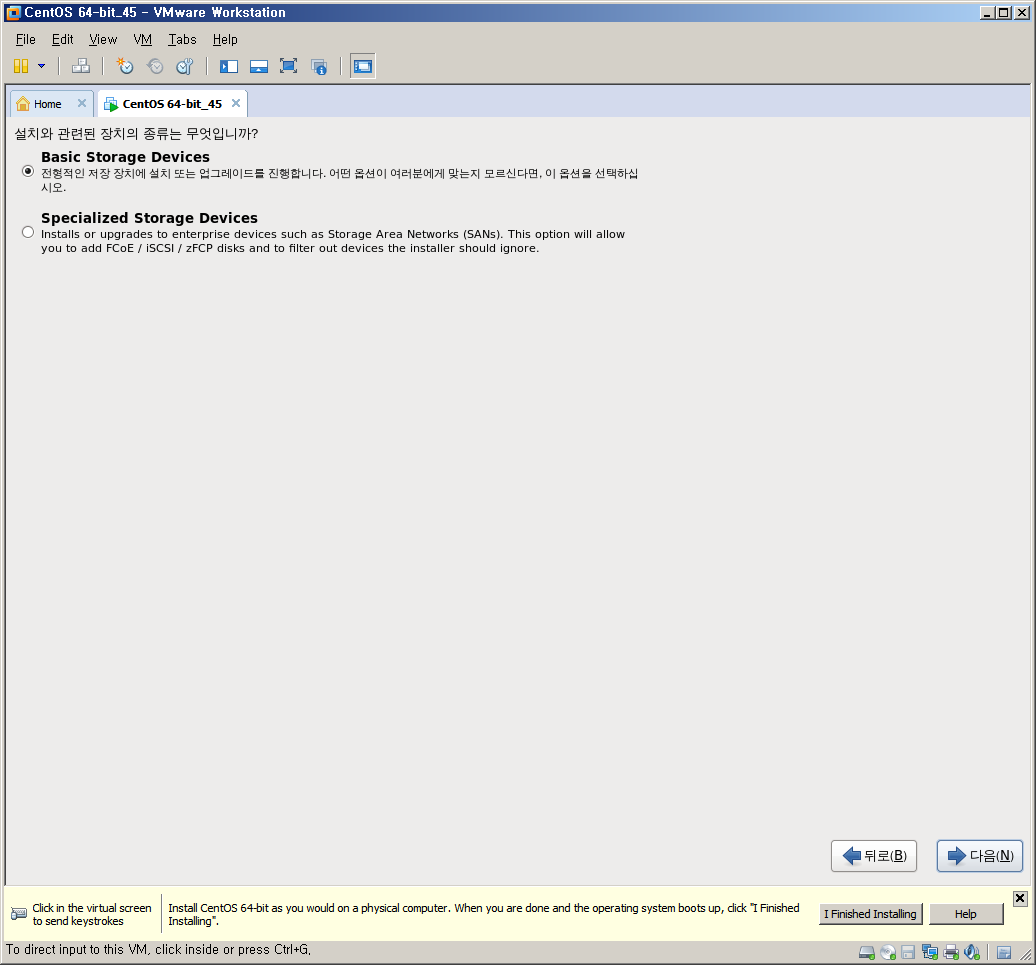 CentOS 64-bit_45 - VMware Workstation
File Edit View VM Tabs Help
Home
CentOS 64-bit_45
설치와 관련된 장치의 종류는 무엇입니까?
Basic Storage Devices
전형적인 저장 장치에 설치 또는 업그레이드를 진행합니다. 어떤 옵션이 여러분에게 맞는지 모르신다면, 이 옵션을 선택하십
시오.
Specialized Storage Devices
Installs or upgrades to enterprise devices such as Storage Area Networks (SANs). This option will allow
you to add FCoE / iSCSI / zFCP disks and to filter out devices the installer should ignore.
뒤로(B) 다음(N)
Click in the virtual screen
to send keystrokes
Install CentOS 64-bit as you would on a physical computer. When you are done and the operating system boots up, click "I Finished
Installing".
I Finished Installing
Help
To direct input to this VM, click inside or press Ctrl+G.